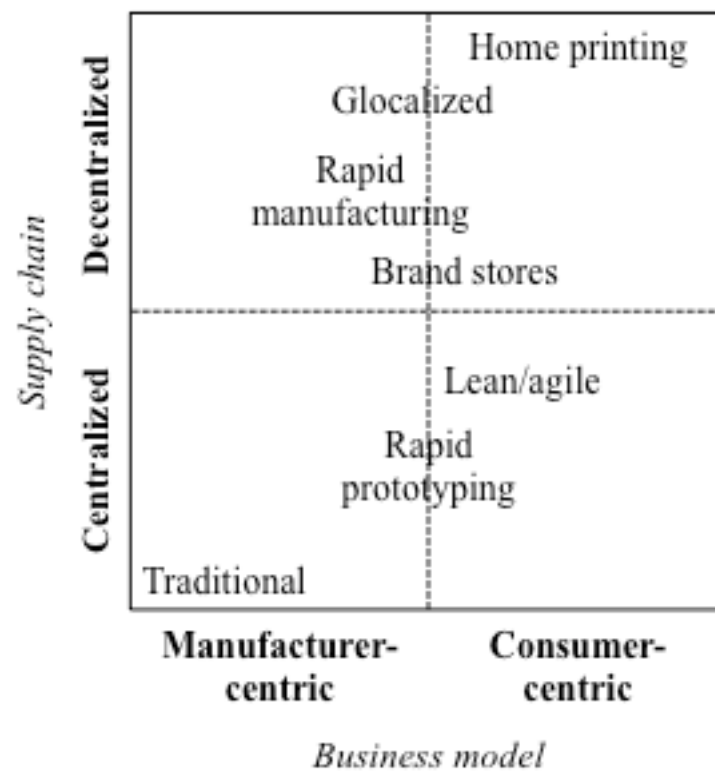 Home printing
Glocalized
Rapid
manufacturing
Brand stores
Lean/agile
Rapid
prototyping
Traditional
Supply chain
Decentralized
Centralized
Manufacturer-
centric
Consumer-
centric
Business model